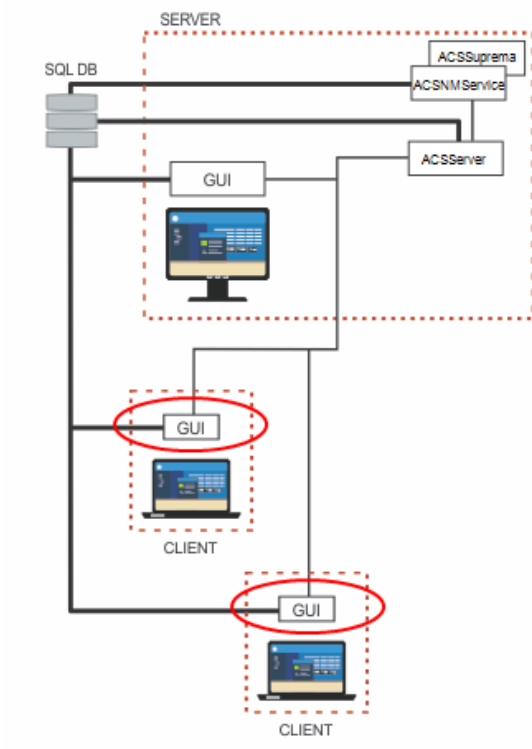 SERVER
SQL DB
ACSSuprema
ACSNMService
ACSServer
GUI
GUI
CLIENT
GUI
CLIENT